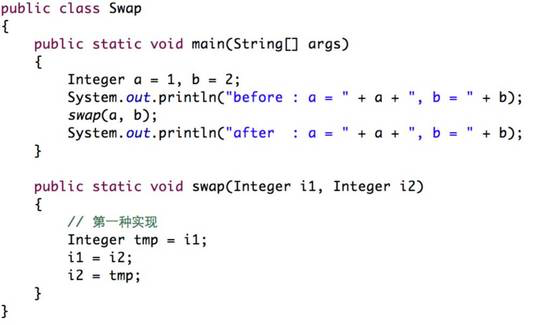 public class Swap
{
    public static void main(String[] args)
    {
        Integer a = 1, b = 2;
        System.out.println("before : a = " + a + ", b = " + b);
        swap(a, b);
        System.out.println("after  : a = " + a + ", b = " + b);
    }

    public static void swap(Integer i1, Integer i2)
    {
        // 第一种实现
        Integer tmp = i1;
        i1 = i2;
        i2 = tmp;
    }
}